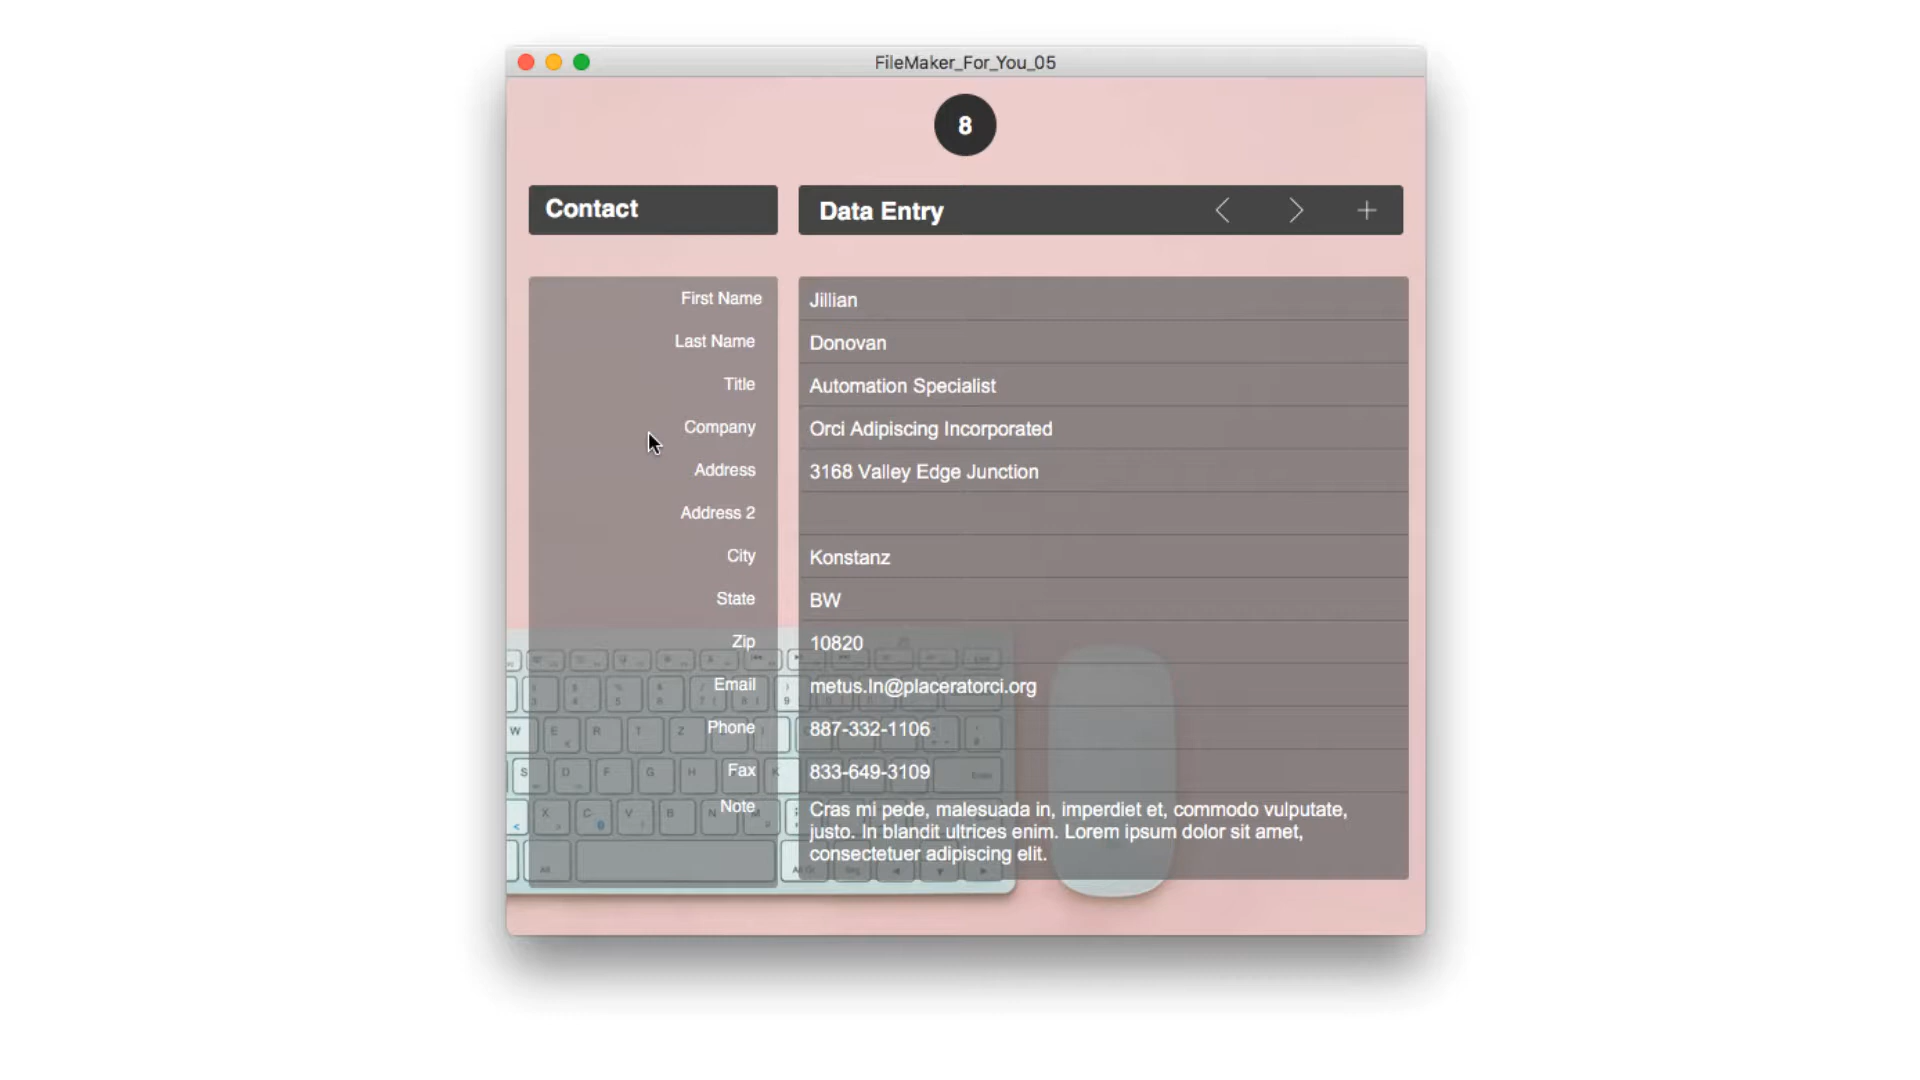 FileMaker_For_You_05
8
Contact
Data Entry
First Name
Jillian
Last Name
Donovan
Title
Automation Specialist
Company
Orci Adipiscing Incorporated
Address
3168 Valley Edge Junction
Address 2
City
Konstanz
State
BW
Zip
10820
Email
metus.In@placeratorci.org
Phone
887-332-1106
Fax
833-649-3109
Note
Cras mi pede, malesuada in, imperdiet et, commodo vulputate,
justo. In blandit ultrices enim. Lorem ipsum dolor sit amet,
consectetuer adipiscing elit.